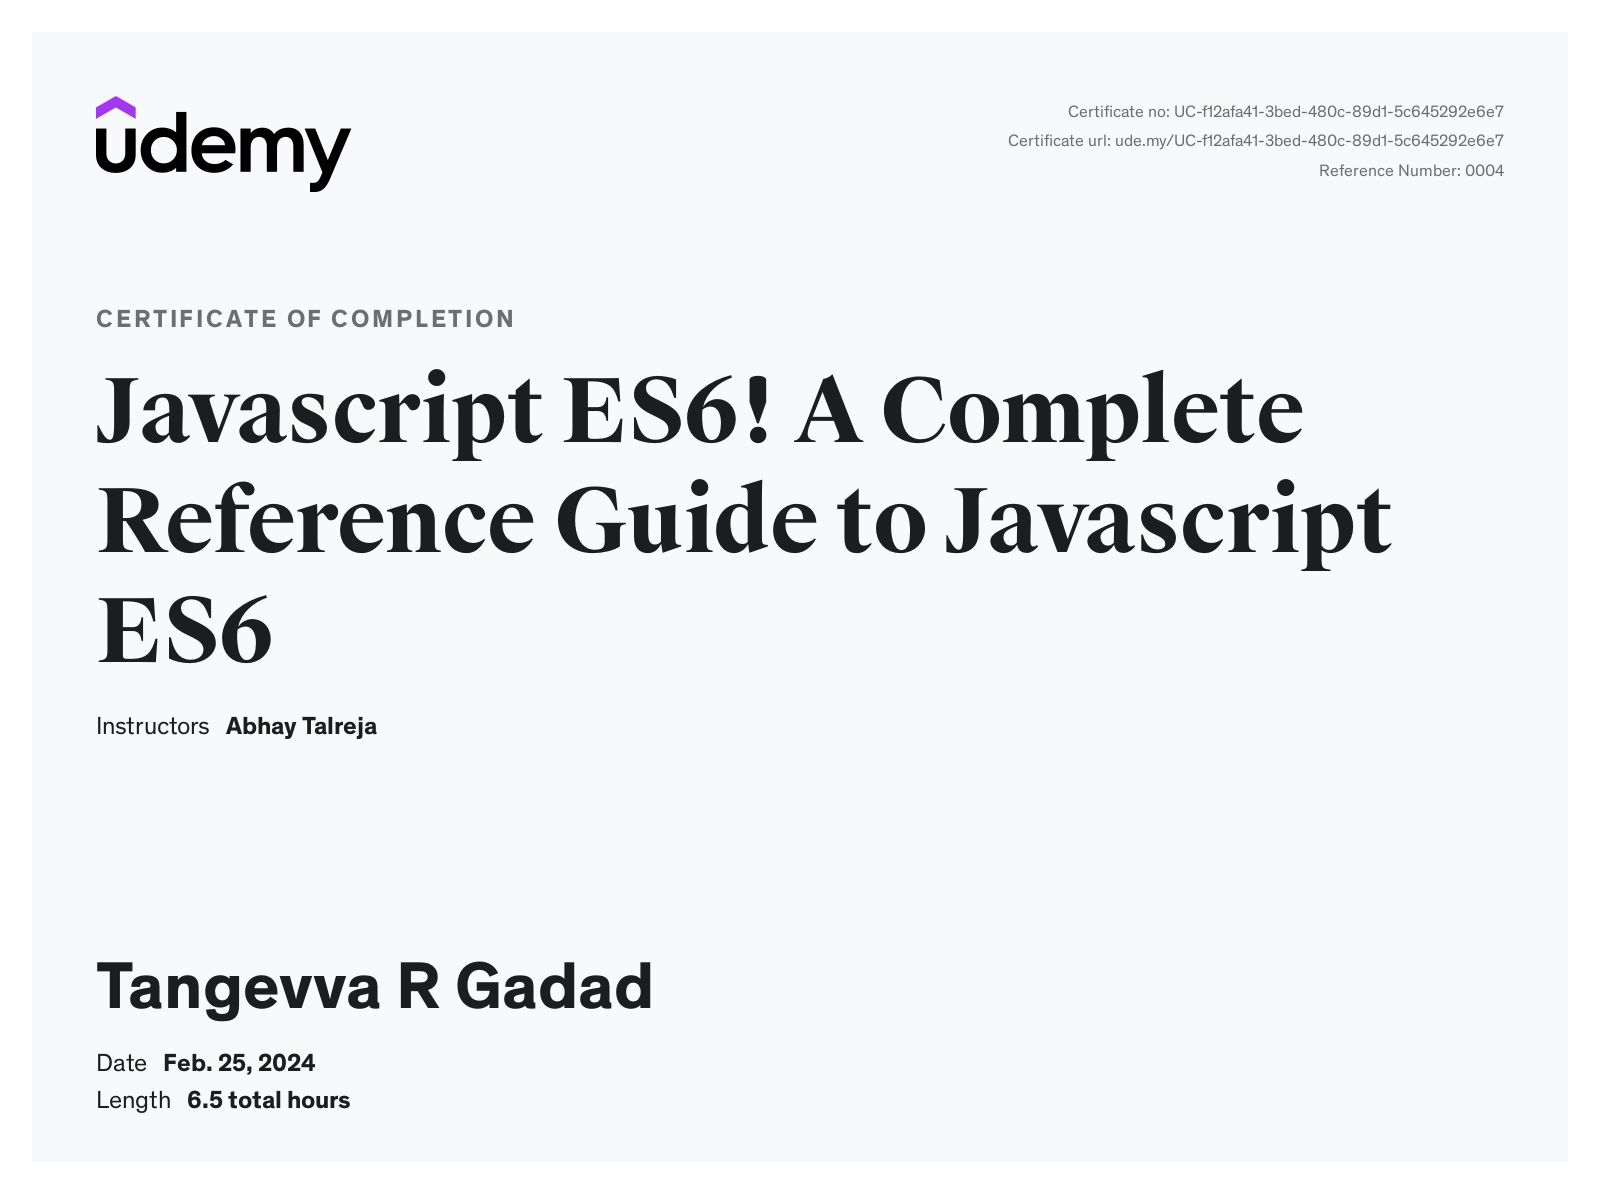 udemy
Certificate no: UC-f12afa41-3bed-480c-89d1-5c645292e6e7
Certificate url: ude.my/UC-f12afa41-3bed-480c-89d1-5c645292e6e7
Reference Number: 0004
CERTIFICATE OF COMPLETION
Javascript ES6! A Complete
Reference Guide to Javascript
ES6
Instructors Abhay Talreja
Tangevva R Gadad
Date Feb. 25, 2024
Length 6.5 total hours